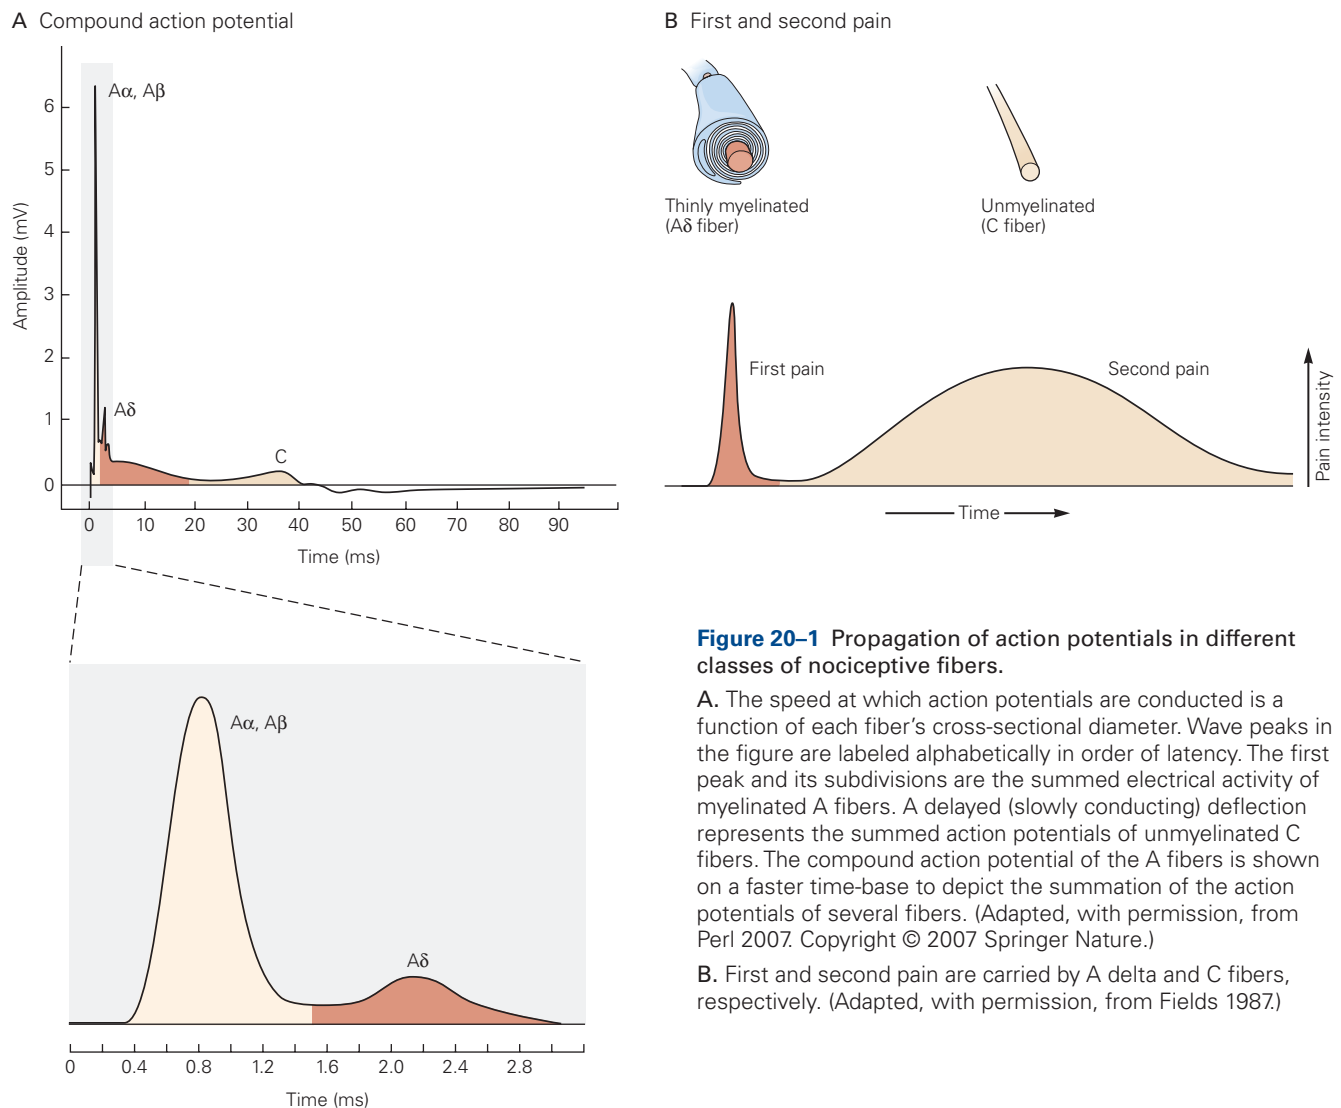 A Compound action potential
Aα, Aβ
6
5
4
3
2
1
0
Amplitude (mV)
Aδ
C
0 10 20 30 40 50 60 70 80 90
Time (ms)
Aα, Aβ
Aδ
0 0.4 0.8 1.2 1.6 2.0 2.4 2.8
Time (ms)
B First and second pain
Thinly myelinated
(Aδ fiber)
Unmyelinated
(C fiber)
First pain
Second pain
Pain intensity
Time
Figure 20–1 Propagation of action potentials in different
classes of nociceptive fibers.
A. The speed at which action potentials are conducted is a
function of each fiber's cross-sectional diameter. Wave peaks in
the figure are labeled alphabetically in order of latency. The first
peak and its subdivisions are the summed electrical activity of
myelinated A fibers. A delayed (slowly conducting) deflection
represents the summed action potentials of unmyelinated C
fibers. The compound action potential of the A fibers is shown
on a faster time-base to depict the summation of the action
potentials of several fibers. (Adapted, with permission, from
Perl 2007. Copyright © 2007 Springer Nature.)
B. First and second pain are carried by A delta and C fibers,
respectively. (Adapted, with permission, from Fields 1987.)